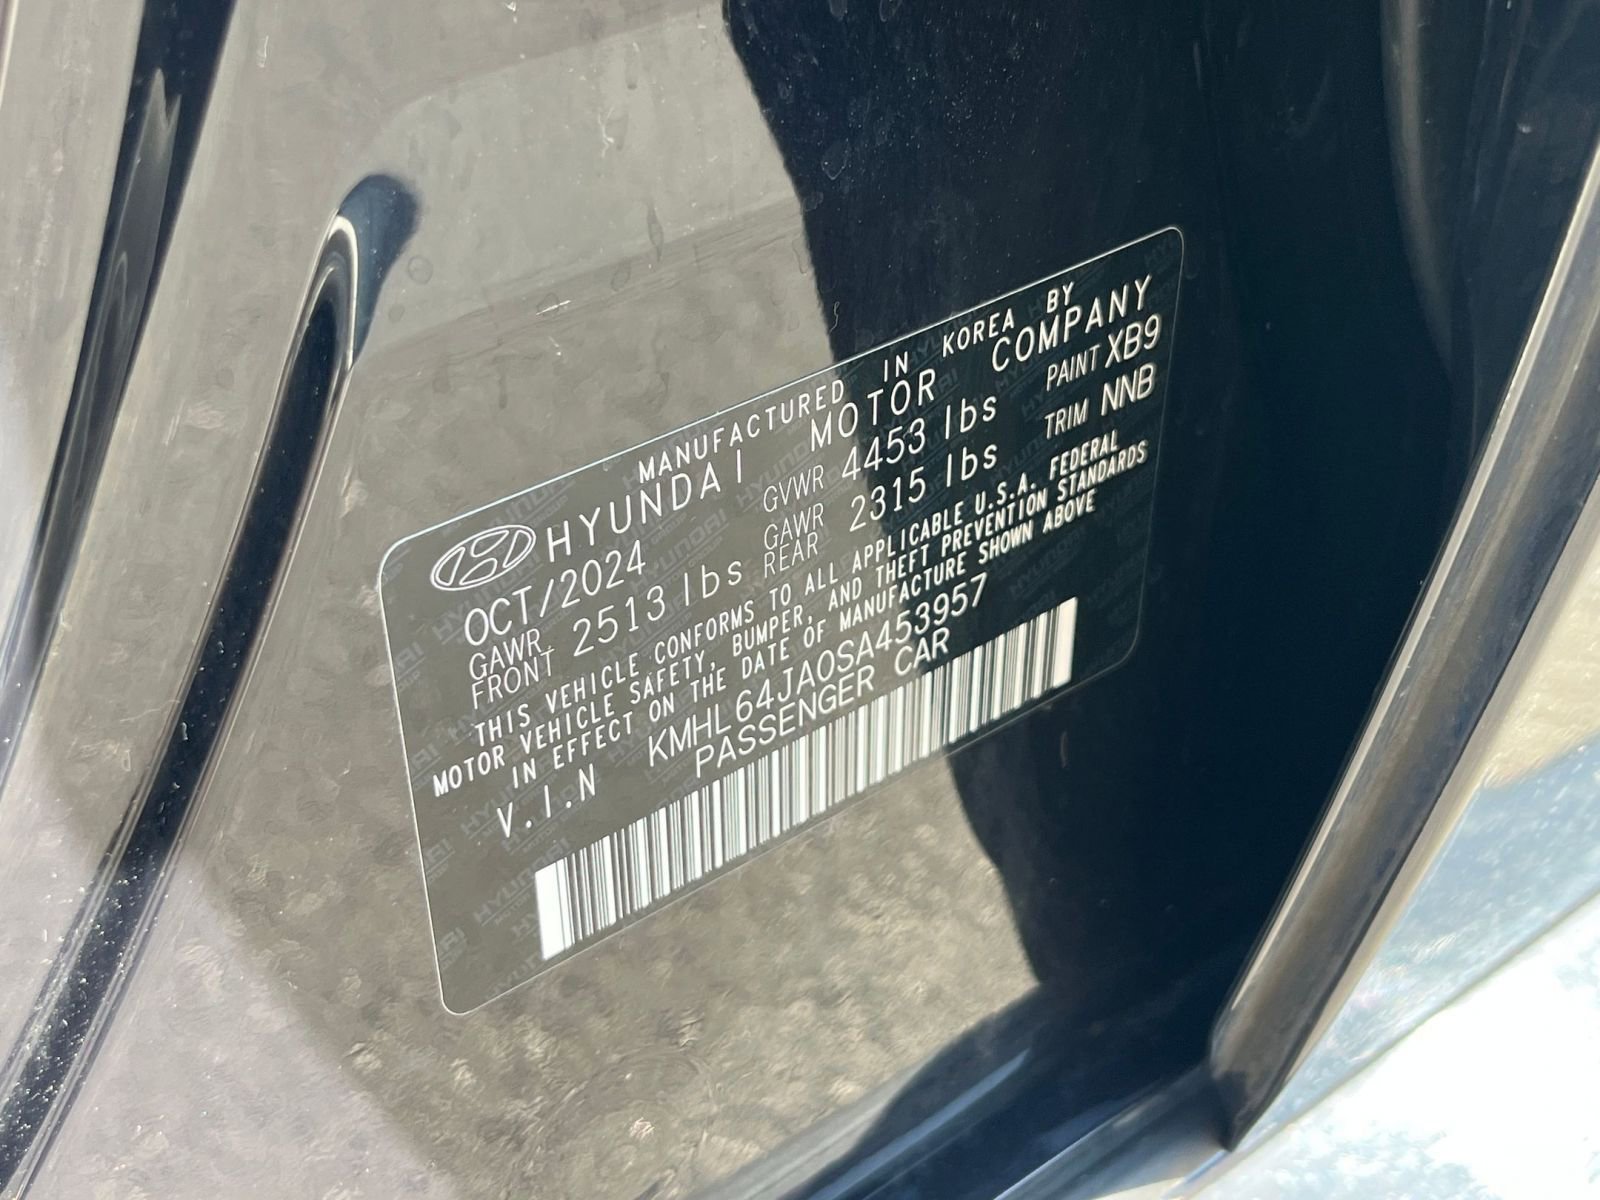 MANUFACTURED IN KOREA BY
HYUNDAI MOTOR COMPANY
OCT/2024 GVWR 4453 lbs PAINT XB9
GAWR FRONT 2513 lbs GAWR REAR 2315 lbs TRIM NNB
THIS VEHICLE CONFORMS TO ALL APPLICABLE U.S.A. FEDERAL
MOTOR VEHICLE SAFETY, BUMPER, AND THEFT PREVENTION STANDARDS
IN EFFECT ON THE DATE OF MANUFACTURE SHOWN ABOVE
V.I.N KMHL64JA0SA453957
PASSENGER CAR